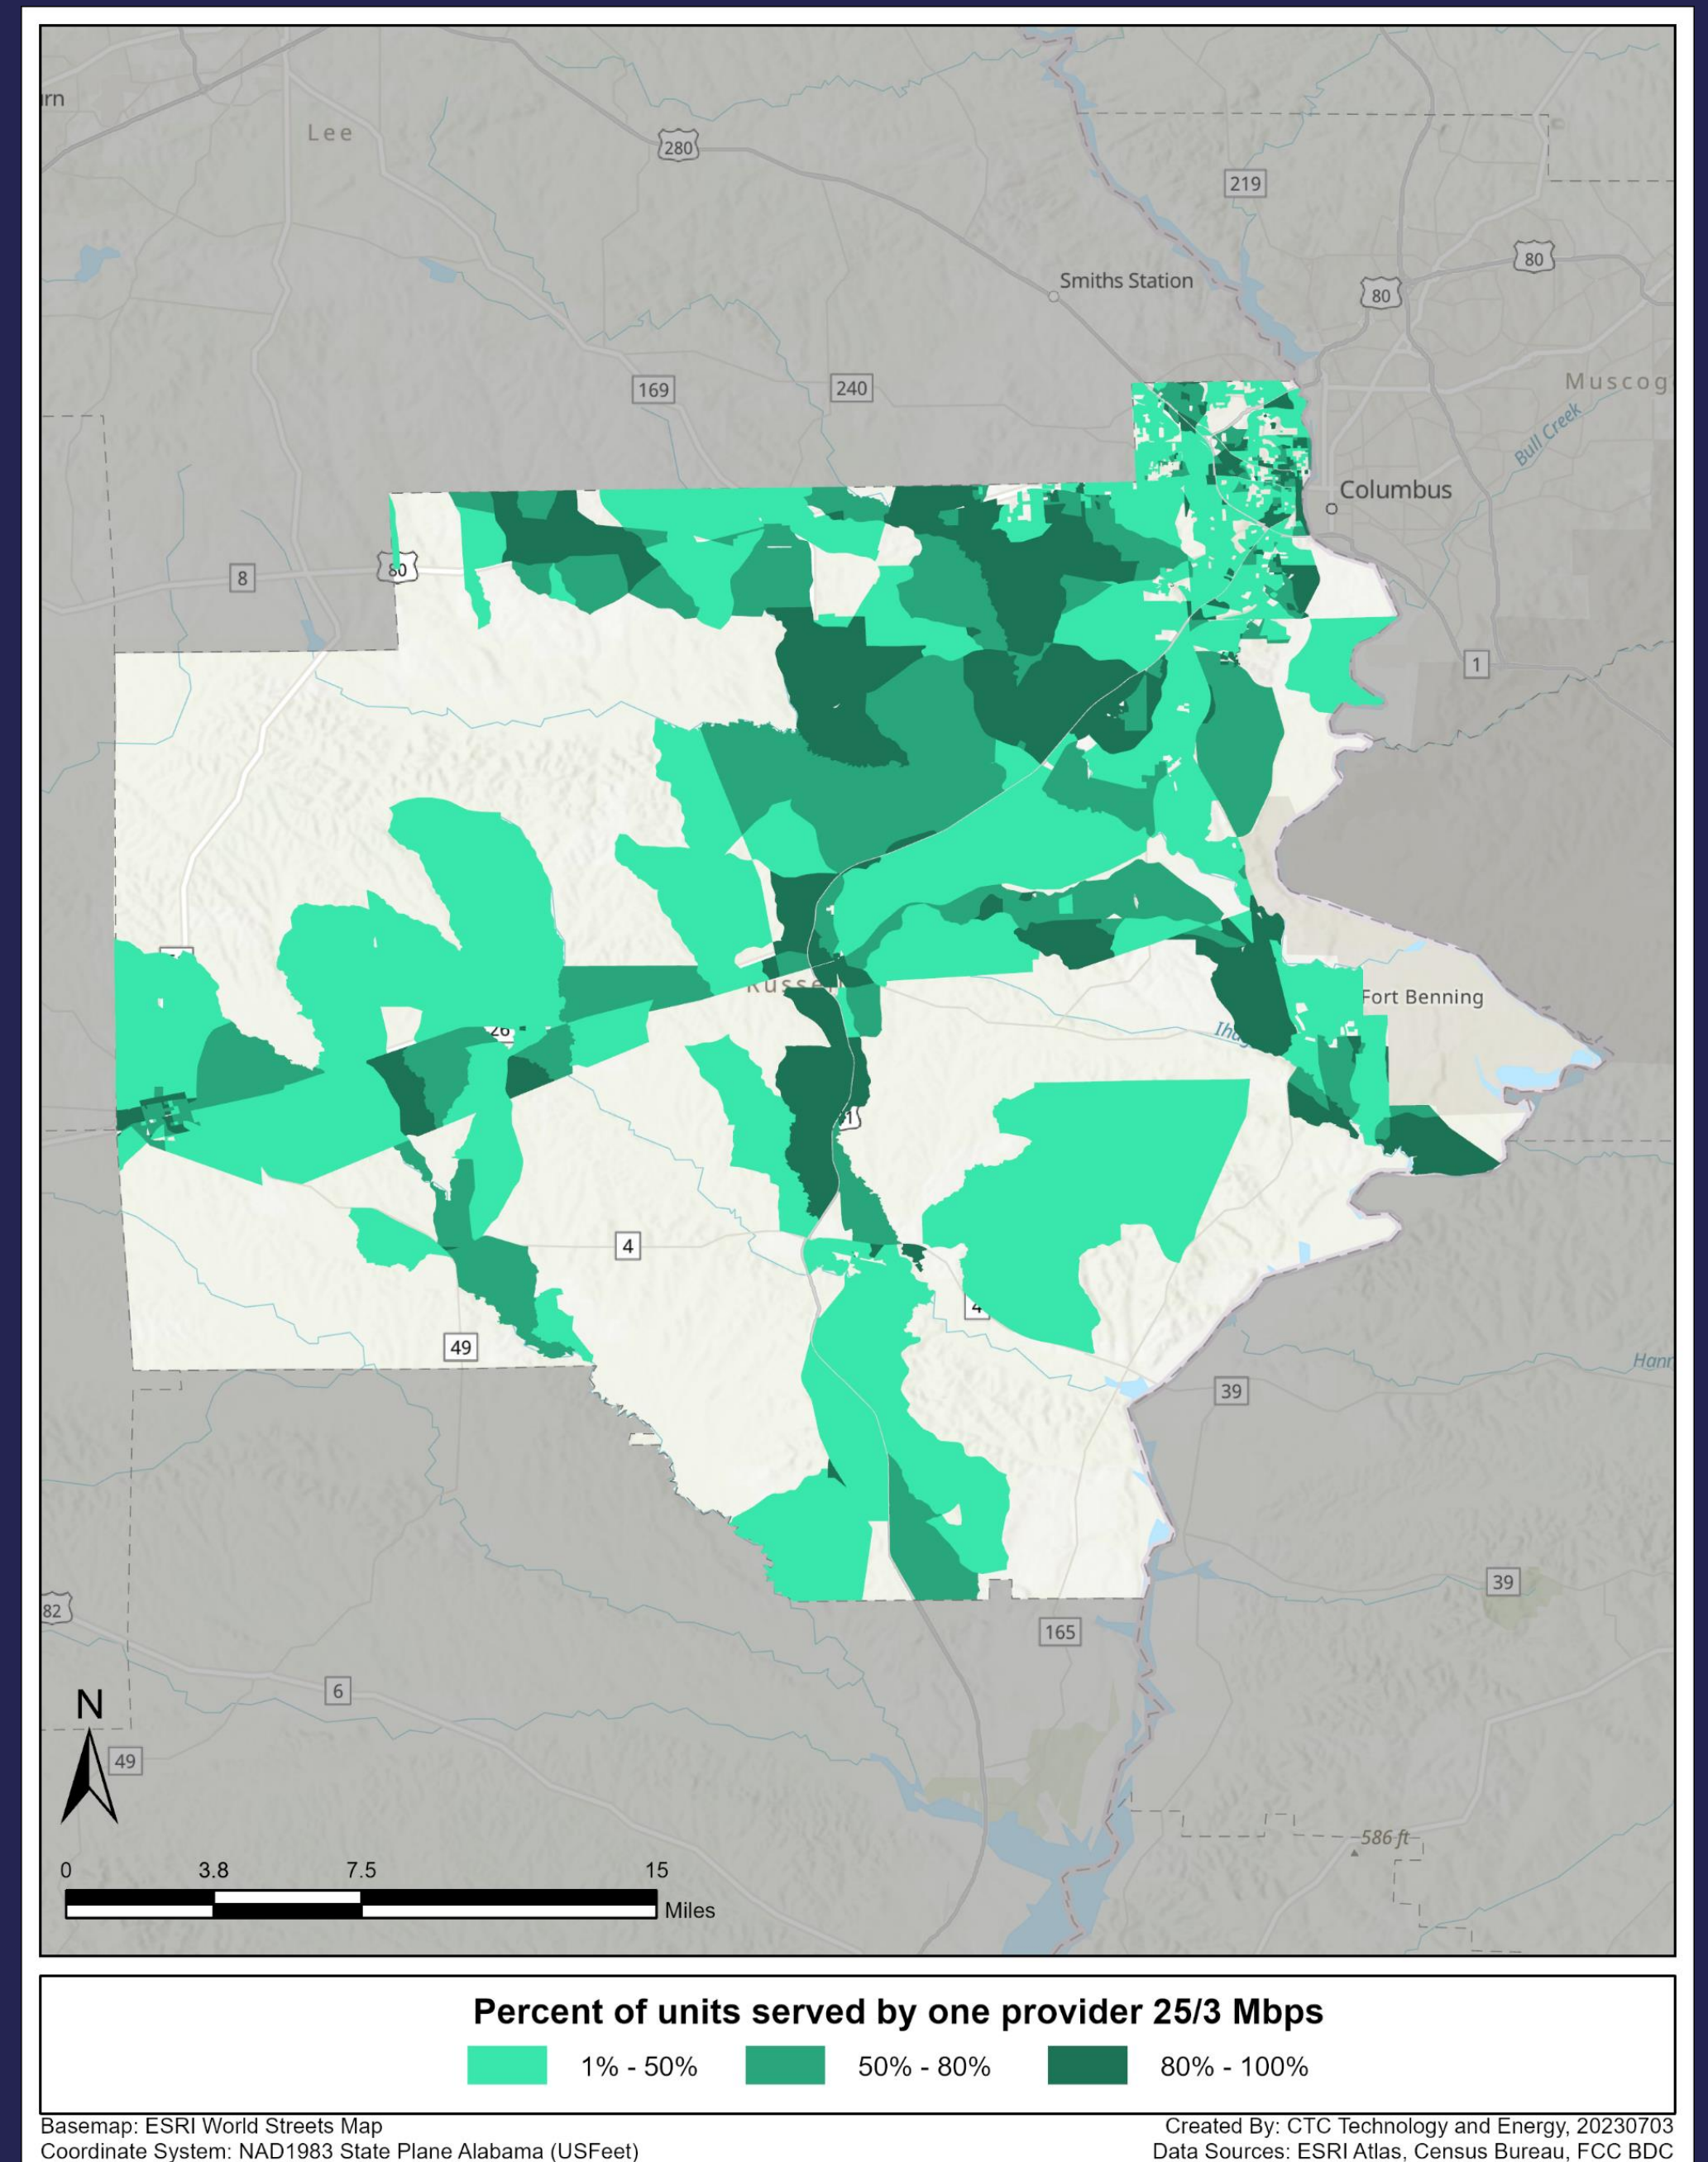 rn
Lee
280
219
80
80
Smiths Station
Muscog
169
240
Bull Creek
Columbus
80
8
1
Russell
Fort Benning
26
Iha
4
4
49
39
Hann
39
82
165
6
N
49
586 ft
0 3.8 7.5 15
Miles
Percent of units served by one provider 25/3 Mbps
1% - 50% 50% - 80% 80% - 100%
Basemap: ESRI World Streets Map
Coordinate System: NAD1983 State Plane Alabama (USFeet)
Created By: CTC Technology and Energy, 20230703
Data Sources: ESRI Atlas, Census Bureau, FCC BDC